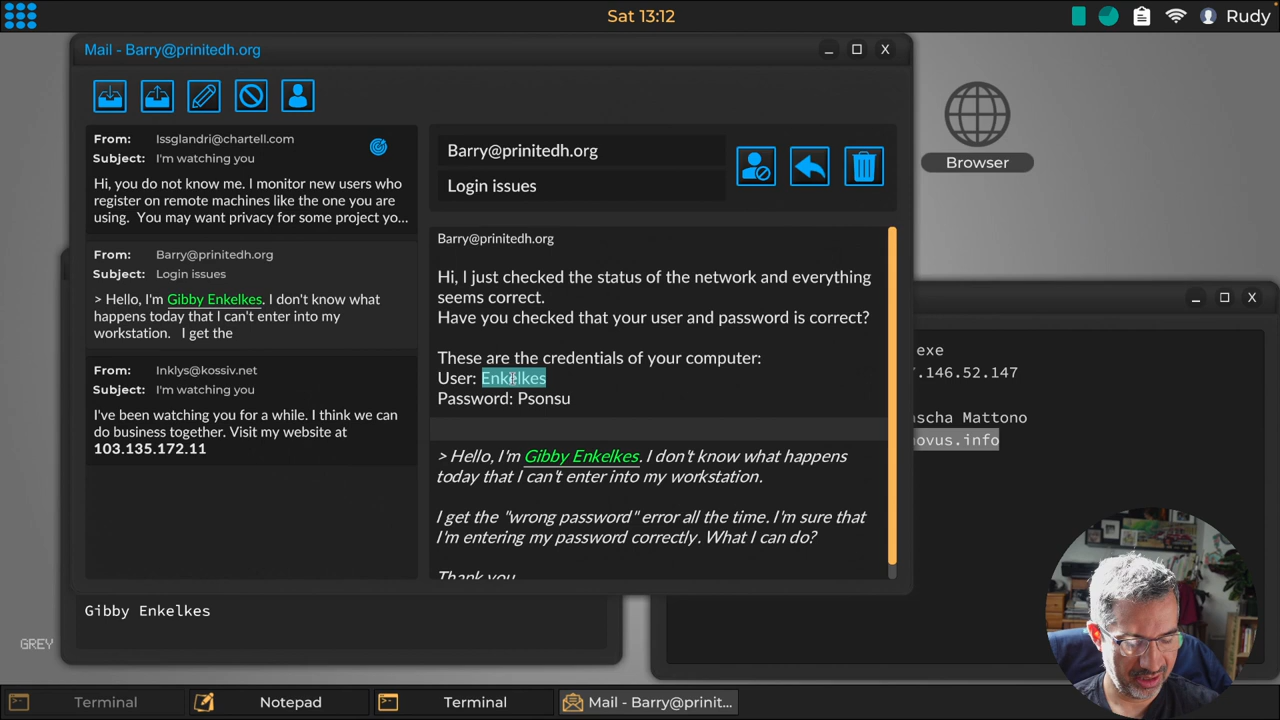 Sat 13:12
Rudy
Mail - Barry@prinitedh.org
X
From: Issglandri@chartell.com
Subject: I'm watching you
Hi, you do not know me. I monitor new users who
register on remote machines like the one you are
using. You may want privacy for some project yo...
From: Barry@prinitedh.org
Subject: Login issues
> Hello, I'm Gibby Enkelkes. I don't know what
happens today that I can't enter into my
workstation. I get the
From: Inklys@kossiv.net
Subject: I'm watching you
I've been watching you for a while. I think we can
do business together. Visit my website at
103.135.172.11
Barry@prinitedh.org
Login issues
Barry@prinitedh.org
Hi, I just checked the status of the network and everything
seems correct.
Have you checked that your user and password is correct?
These are the credentials of your computer:
User: Enkelkes
Password: Psonsu
> Hello, I'm Gibby Enkelkes. I don't know what happens
today that I can't enter into my workstation.
I get the "wrong password" error all the time. I'm sure that
I'm entering my password correctly. What I can do?
Thank you
Browser
X
exe
.146.52.147
scha Mattono
novus.info
Gibby Enkelkes
GREY
Terminal
Notepad
Terminal
Mail - Barry@prinit...